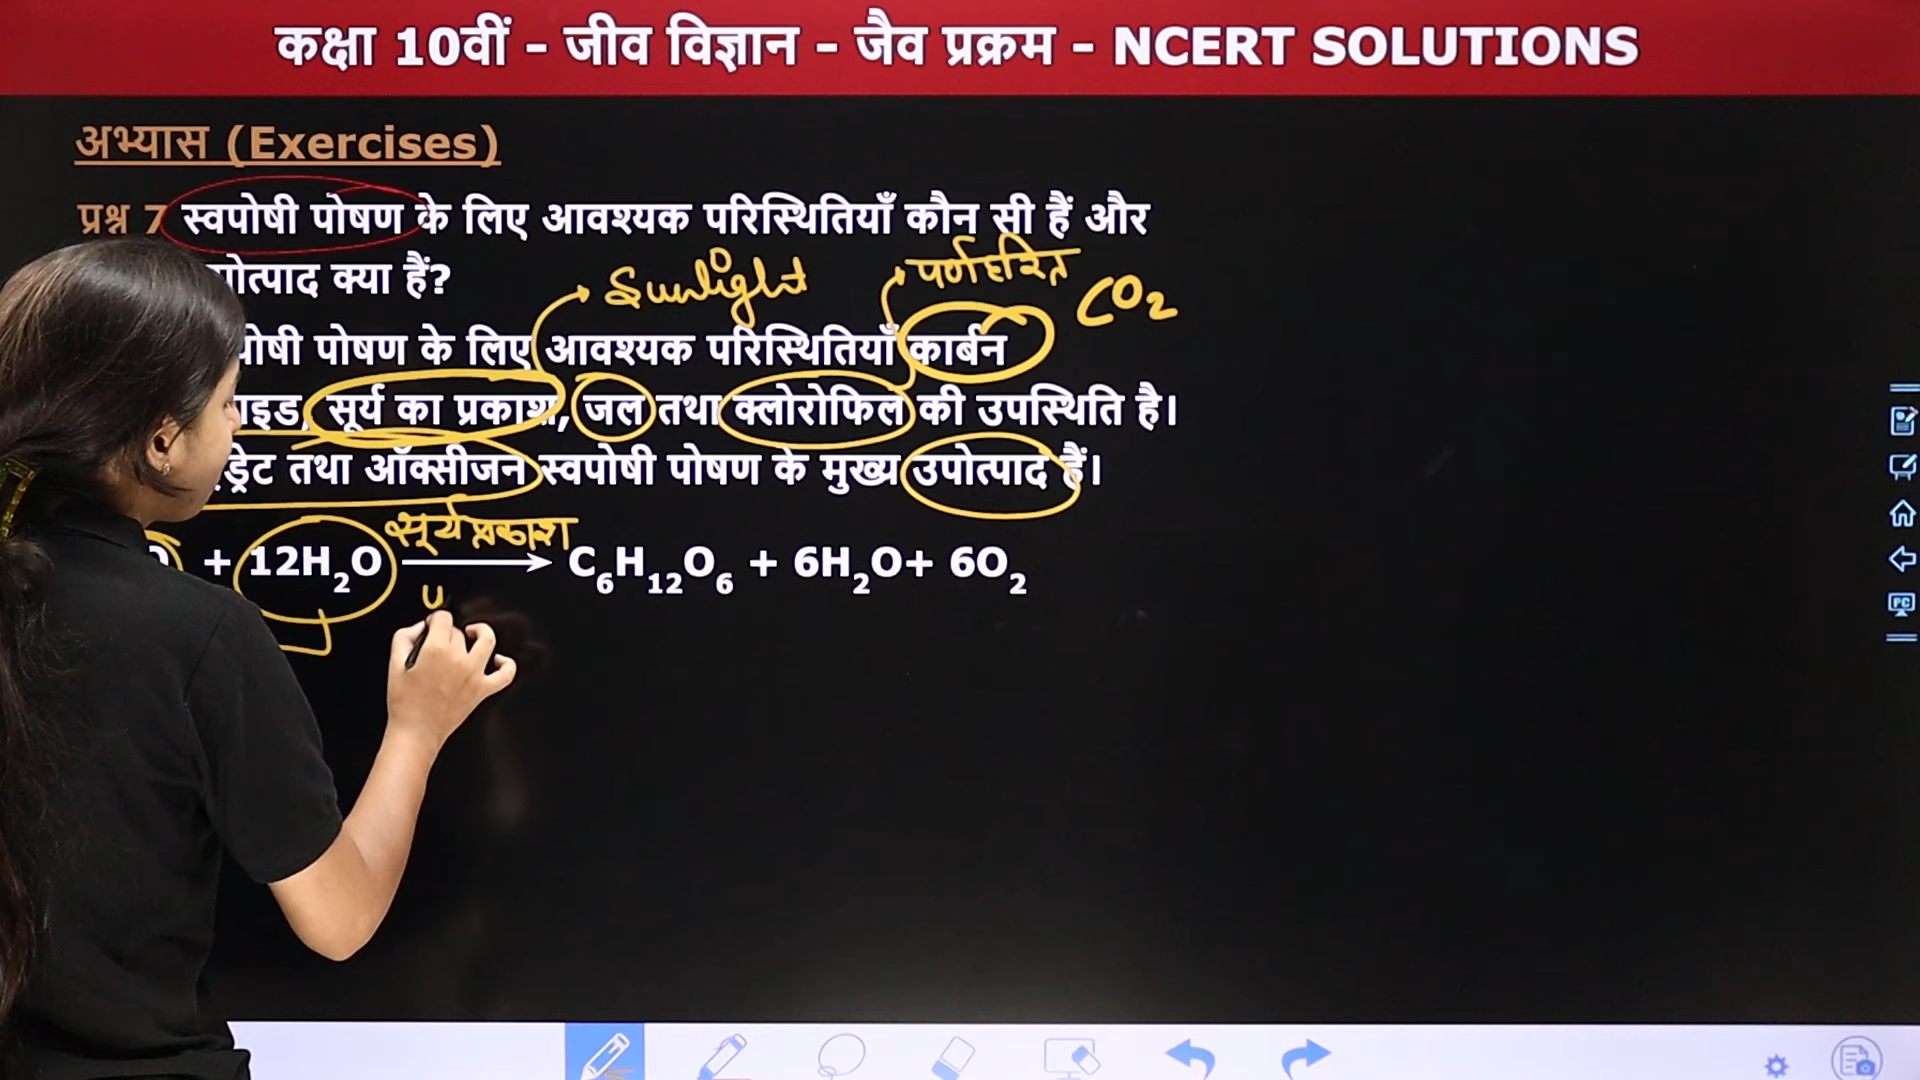 कक्षा 10वीं - जीव विज्ञान - जैव प्रक्रम - NCERT SOLUTIONS
अभ्यास (Exercises)
प्रश्न 7 स्वपोषी पोषण के लिए आवश्यक परिस्थितियाँ कौन सी हैं और
क्या हैं?
Sunlight
पर्णहरित
CO2
पोषण के लिए आवश्यक परिस्थितियाँ कार्बन
सूर्य का प्रकाश, जल तथा क्लोरोफिल की उपस्थिति है।
तथा ऑक्सीजन स्वपोषी पोषण के मुख्य उपोत्पाद हैं।
सूर्य प्रकाश
+ 12H2O ⟶ C6H12O6 + 6H2O+ 6O2